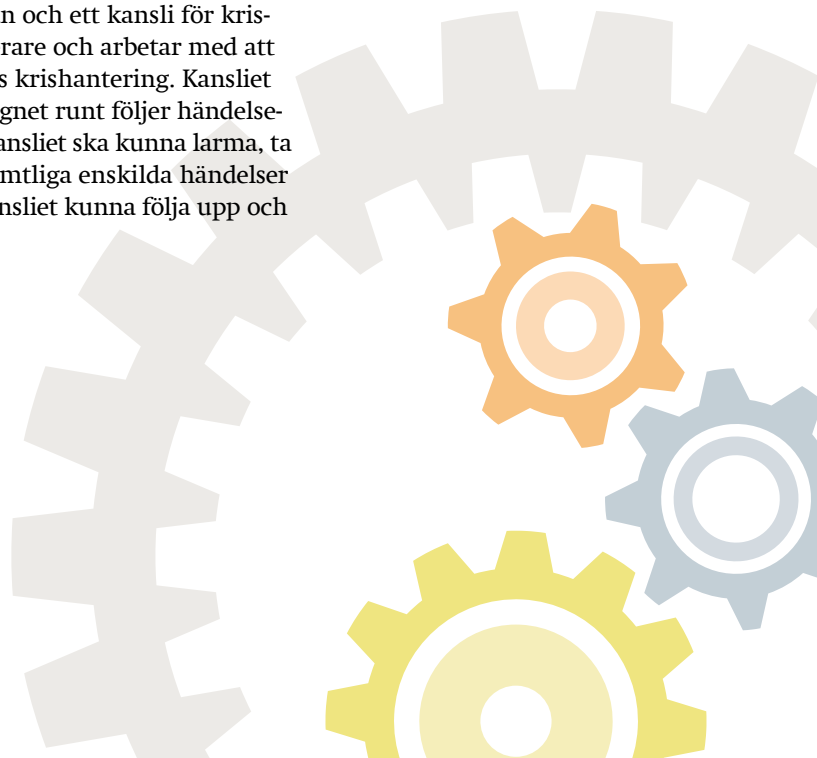 n och ett kansli för kris-
rare och arbetar med att
s krishantering. Kansliet
gnet runt följer händelse-
ansliet ska kunna larma, ta
mtliga enskilda händelser
nsliet kunna följa upp och